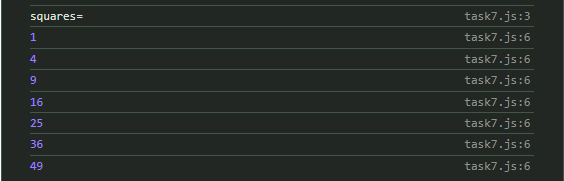 squares= task7.js:3
1 task7.js:6
4 task7.js:6
9 task7.js:6
16 task7.js:6
25 task7.js:6
36 task7.js:6
49 task7.js:6